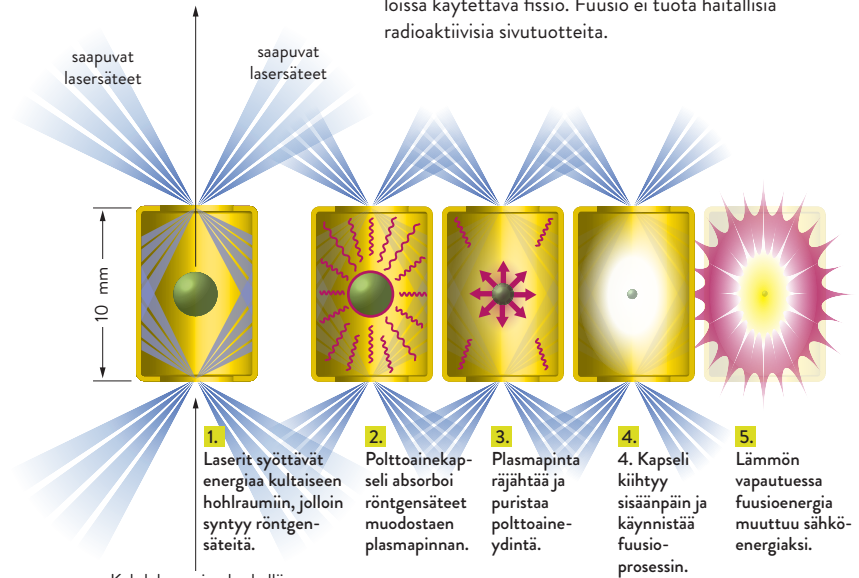 loissa käytettävä fissio. Fuusio ei tuota haitallisia
radioaktiivisia sivutuotteita.
saapuvat
lasersäteet
saapuvat
lasersäteet
10 mm
1.
Laserit syöttävät
energiaa kultaiseen
hohlraumiin, jolloin
syntyy röntgen-
säteitä.
2.
Polttoainekap-
seli absorboi
röntgensäteet
muodostaen
plasmapinnan.
3.
Plasmapinta
räjähtää ja
puristaa
polttoaine-
ydintä.
4.
4. Kapseli
kiihtyy
sisäänpäin ja
käynnistää
fuusio-
prosessin.
5.
Lämmön
vapautuessa
fuusioenergia
muuttuu sähkö-
energiaksi.